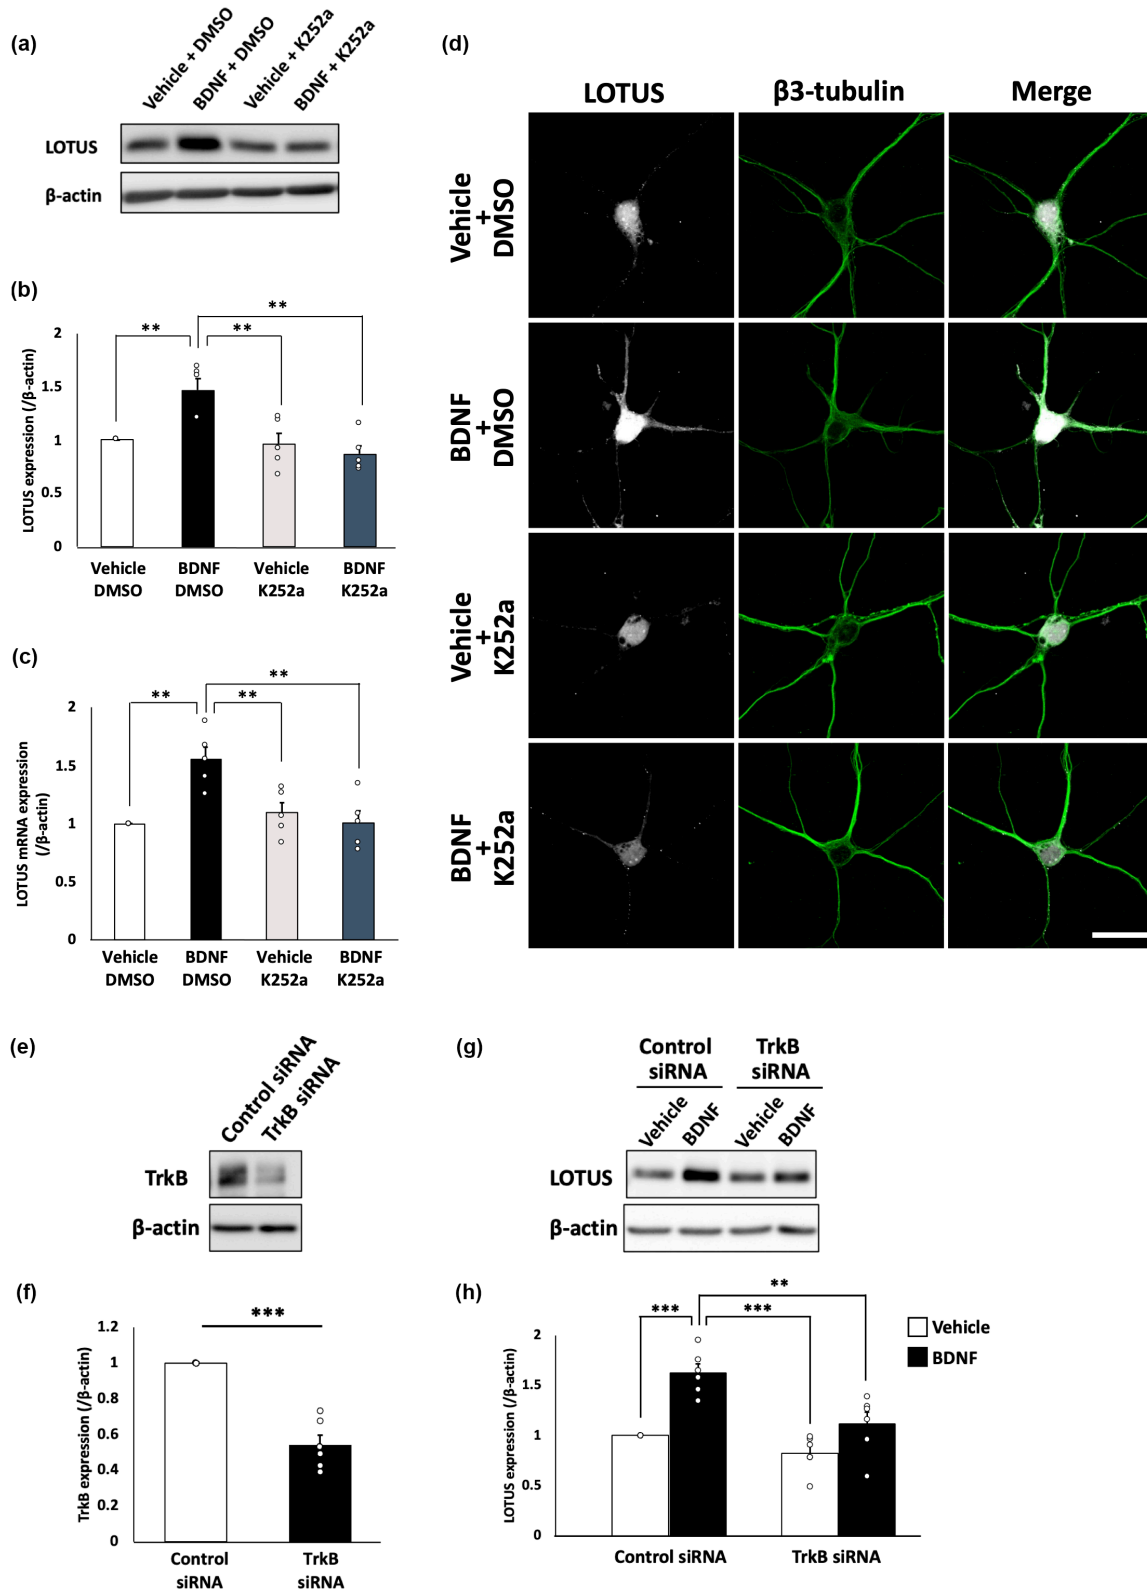 (a)
Vehicle + DMSO
BDNF + DMSO
Vehicle + K252a
BDNF + K252a
LOTUS
β-actin
(b)
LOTUS expression (/β-actin)
2
1.5
1
0.5
0
**
**
**
Vehicle
DMSO
BDNF
DMSO
Vehicle
K252a
BDNF
K252a
(c)
LOTUS mRNA expression
(/β-actin)
2
1.5
1
0.5
0
**
**
**
Vehicle
DMSO
BDNF
DMSO
Vehicle
K252a
BDNF
K252a
(d)
LOTUS
β3-tubulin
Merge
Vehicle
+
DMSO
BDNF
+
DMSO
Vehicle
+
K252a
BDNF
+
K252a
(e)
Control siRNA
TrkB siRNA
TrkB
β-actin
(f)
TrkB expression (/β-actin)
1.2
1
0.8
0.6
0.4
0.2
0
***
Control
siRNA
TrkB
siRNA
(g)
Control
siRNA
TrkB
siRNA
Vehicle
BDNF
Vehicle
BDNF
LOTUS
β-actin
(h)
LOTUS expression (/β-actin)
2
1.5
1
0.5
0
***
***
**
Vehicle
BDNF
Control siRNA
TrkB siRNA